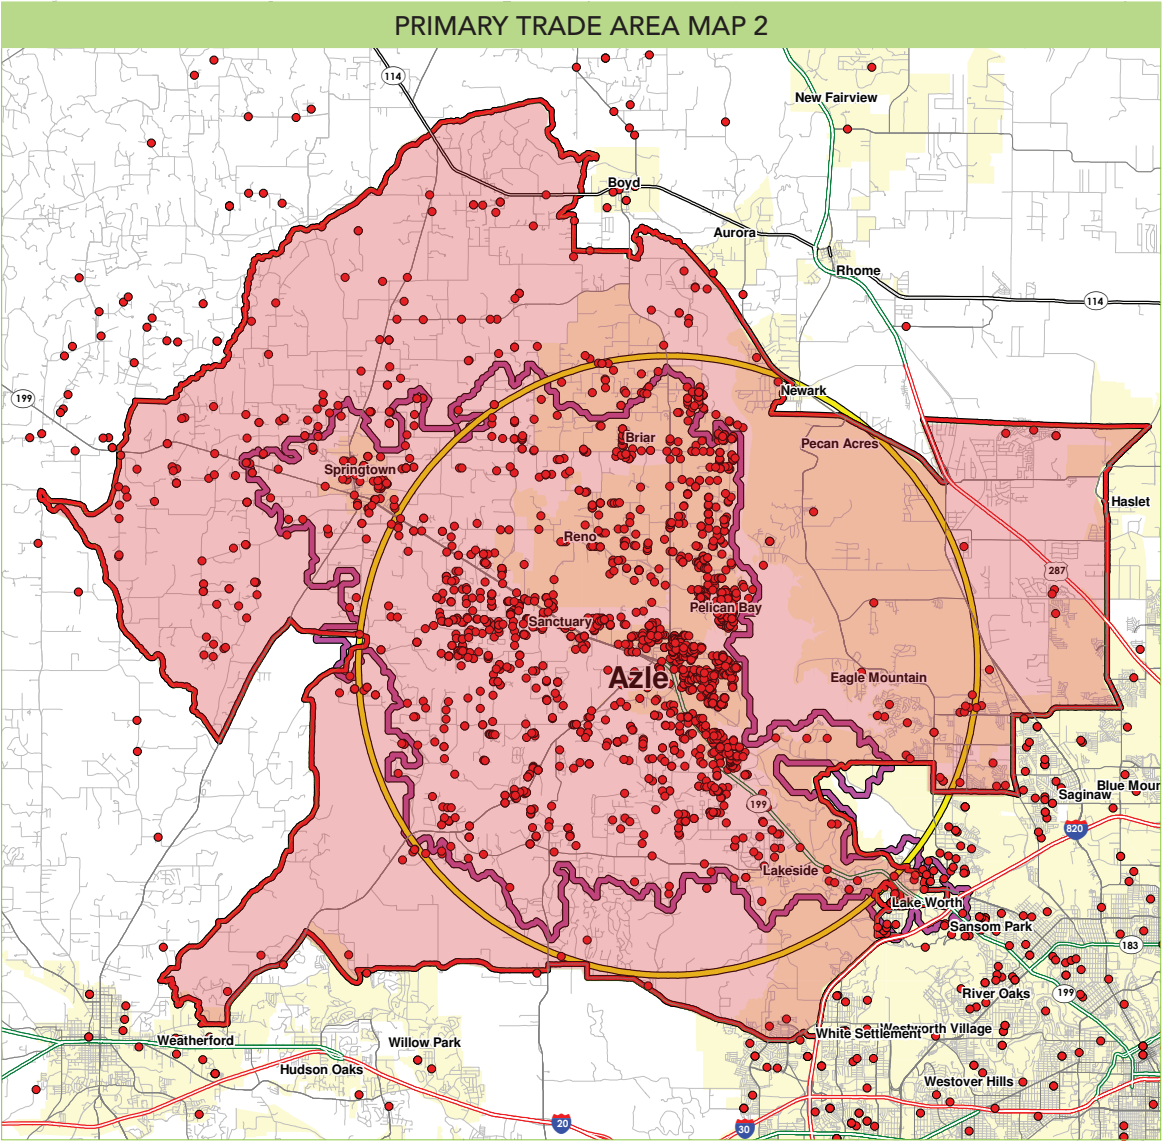 PRIMARY TRADE AREA MAP 2
114
New Fairview
Boyd
Aurora
Rhome
114
199
Newark
Pecan Acres
Briar
Springtown
Haslet
Reno
287
Pelican Bay
Sanctuary
Azle
Eagle Mountain
Saginaw
Blue Moun
199
820
Lakeside
Lake Worth
Sansom Park
183
River Oaks
199
White Settlement
Westworth Village
Weatherford
Willow Park
Hudson Oaks
Westover Hills
20
30